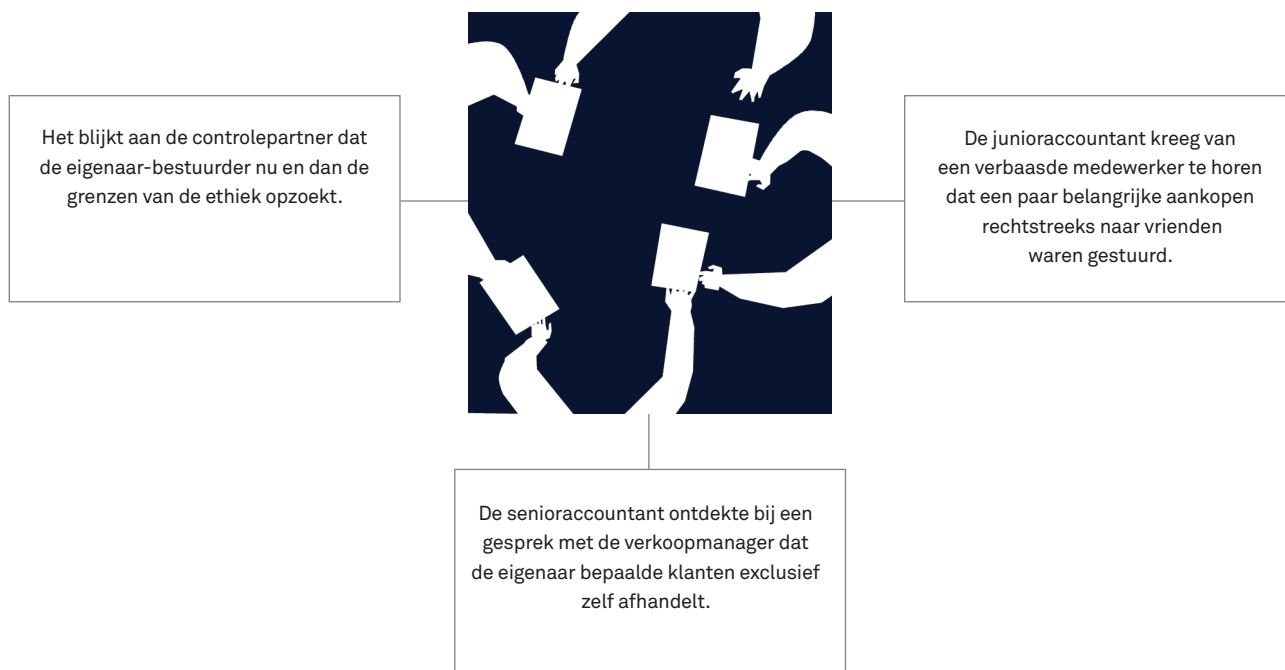 Het blijkt aan de controlepartner dat
de eigenaar-bestuurder nu en dan de
grenzen van de ethiek opzoekt.
De junioraccountant kreeg van
een verbaasde medewerker te horen
dat een paar belangrijke aankopen
rechtstreeks naar vrienden
waren gestuurd.
De senioraccountant ontdekte bij een
gesprek met de verkoopmanager dat
de eigenaar bepaalde klanten exclusief
zelf afhandelt.